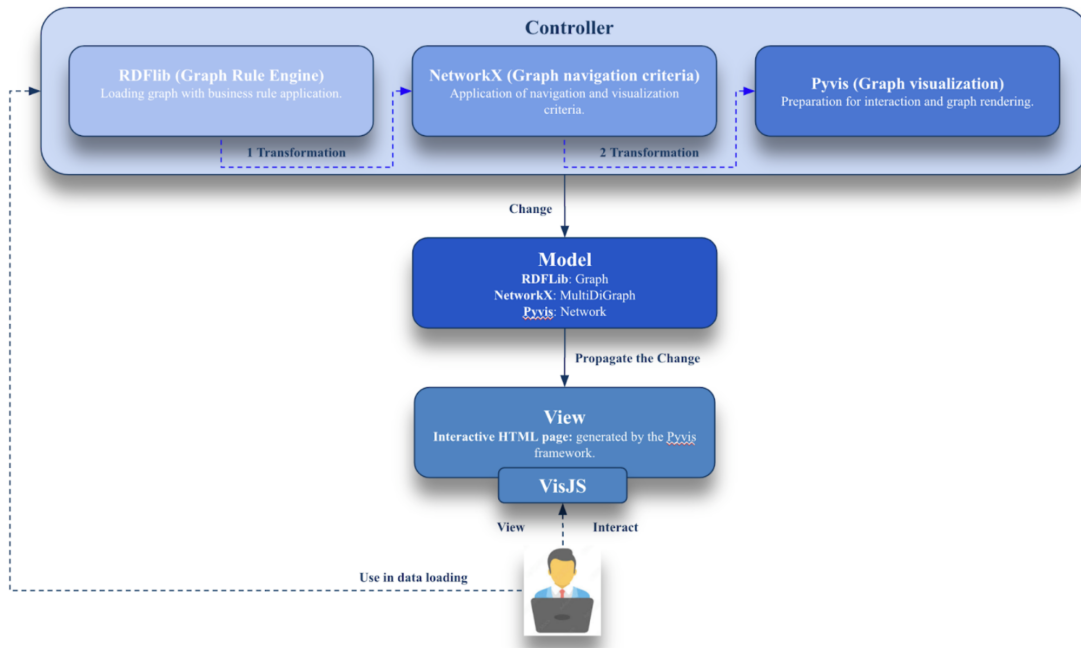 Controller
RDFlib (Graph Rule Engine)
Loading graph with business rule application.
NetworkX (Graph navigation criteria)
Application of navigation and visualization
criteria.
Pyvis (Graph visualization)
Preparation for interaction and graph rendering.
1 Transformation
2 Transformation
Change
Model
RDFLib: Graph
NetworkX: MultiDiGraph
Pyvis: Network
Propagate the Change
View
Interactive HTML page: generated by the Pyvis
framework.
VisJS
View
Interact
Use in data loading